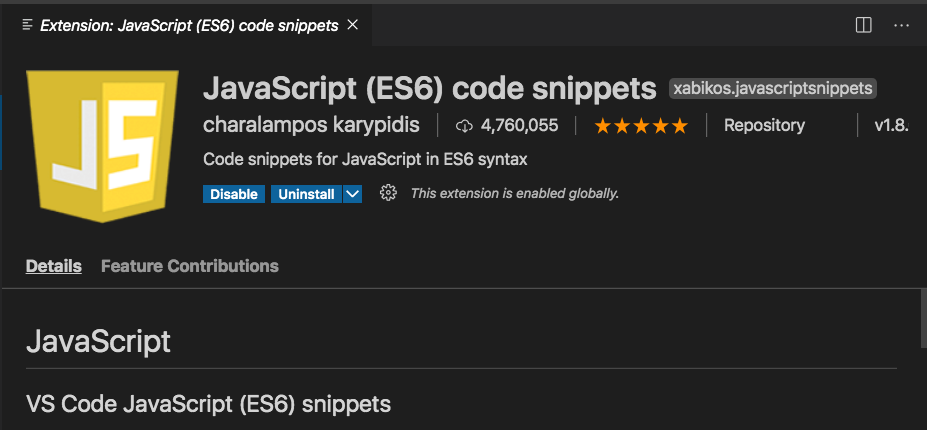 Extension: JavaScript (ES6) code snippets
JS
JavaScript (ES6) code snippets xabikos.javascriptsnippets
charalampos karypidis 4,760,055 Repository v1.8.
Code snippets for JavaScript in ES6 syntax
Disable Uninstall This extension is enabled globally.
Details Feature Contributions
JavaScript
VS Code JavaScript (ES6) snippets